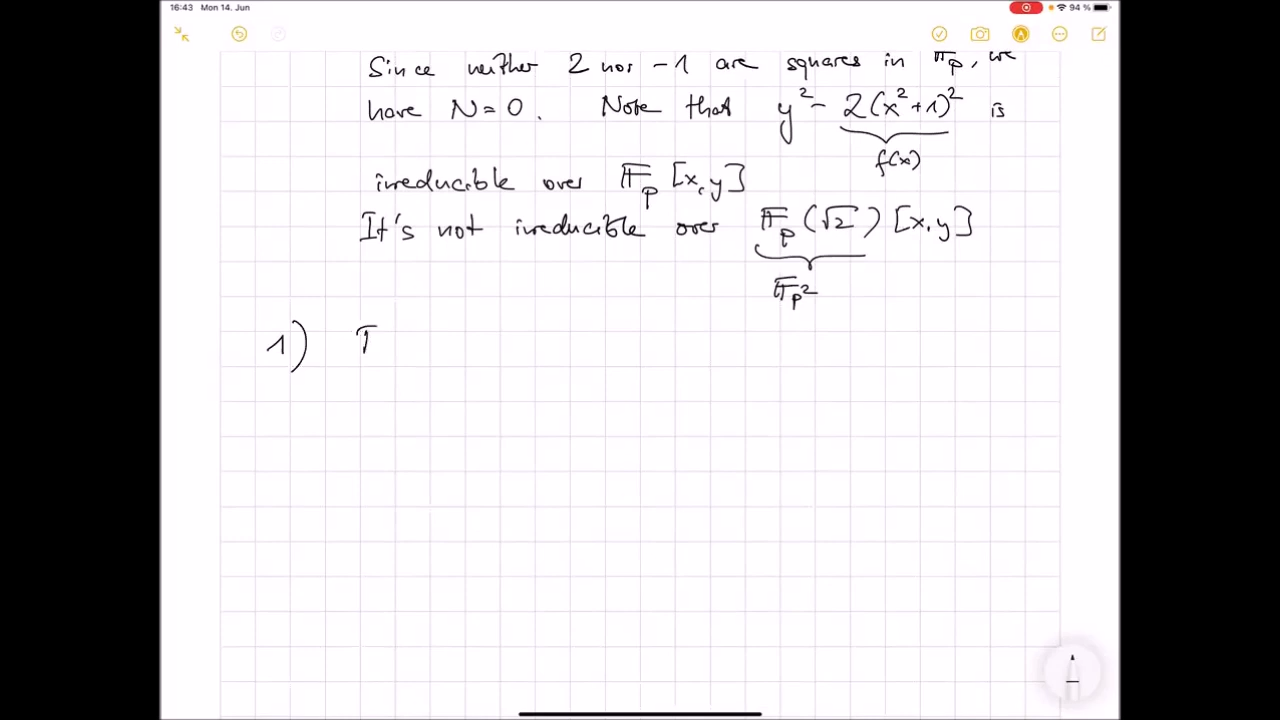 16:43 Mon 14. Jun 94 %
Since neither 2 nor -1 are squares in 𝔽p, we
have N=0. Note that y² - 2(x²+1)² is
f(x)
irreducible over 𝔽p [x,y]
It's not irreducible over 𝔽p(√2)[x,y]
𝔽p²
1)